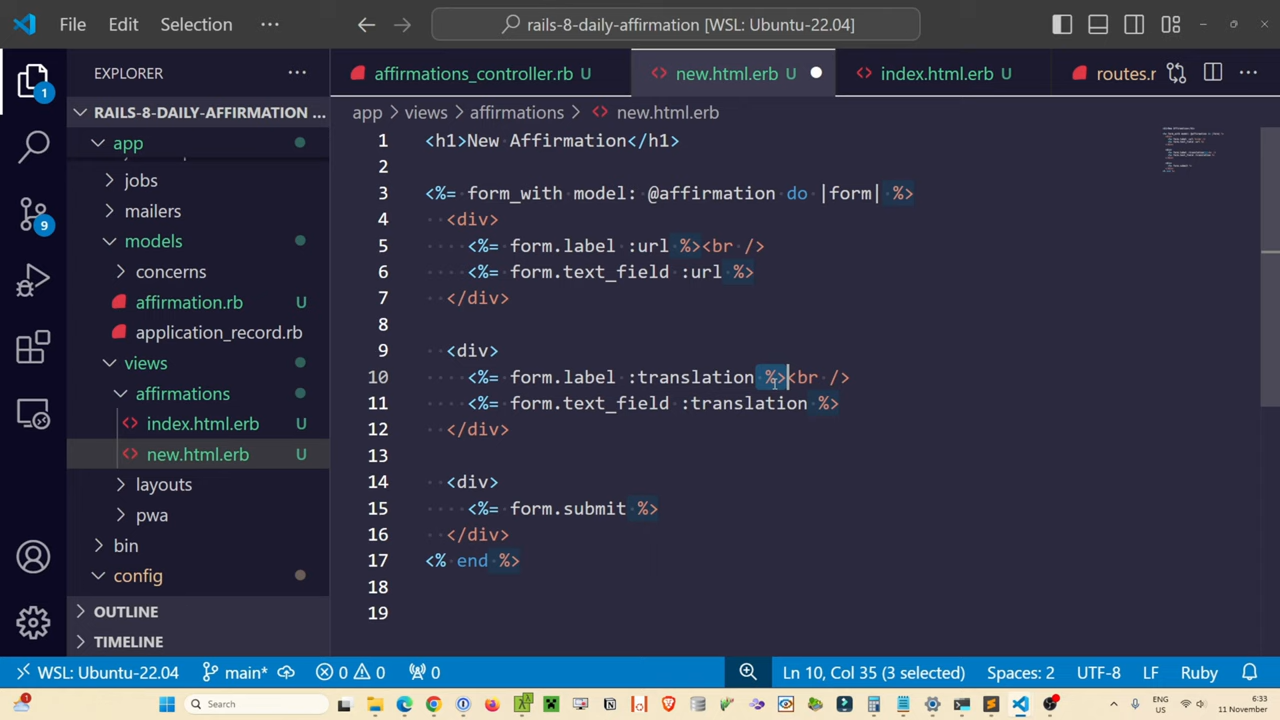 File Edit Selection ··· rails-8-daily-affirmation [WSL: Ubuntu-22.04]
EXPLORER ···
affirmations_controller.rb U new.html.erb U index.html.erb U routes.r ···
RAILS-8-DAILY-AFFIRMATION ...
app > views > affirmations > new.html.erb
1
9
app
jobs
mailers
models
concerns
affirmation.rb U
application_record.rb
views
affirmations
index.html.erb U
new.html.erb U
layouts
pwa
bin
config
OUTLINE
TIMELINE
1 <h1>New Affirmation</h1>
2
3 <%= form_with model: @affirmation do |form| %>
4 <div>
5 <%= form.label :url %><br />
6 <%= form.text_field :url %>
7 </div>
8
9 <div>
10 <%= form.label :translation %><br />
11 <%= form.text_field :translation %>
12 </div>
13
14 <div>
15 <%= form.submit %>
16 </div>
17 <% end %>
18
19
WSL: Ubuntu-22.04 main* 0 0 0 Ln 10, Col 35 (3 selected) Spaces: 2 UTF-8 LF Ruby
1 Search ENG US 6:33 11 November